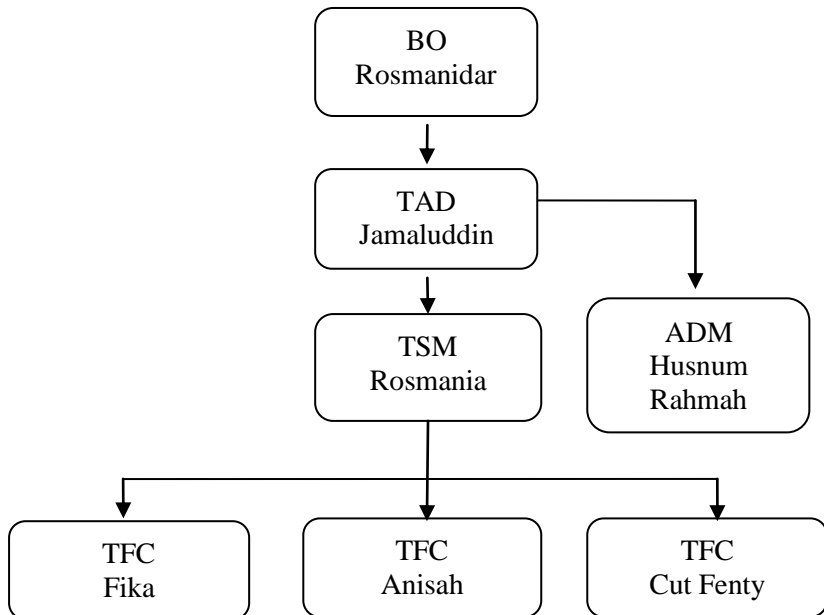 BO
Rosmanidar
TAD
Jamaluddin
TSM
Rosmania
ADM
Husnum
Rahmah
TFC
Fika
TFC
Anisah
TFC
Cut Fenty